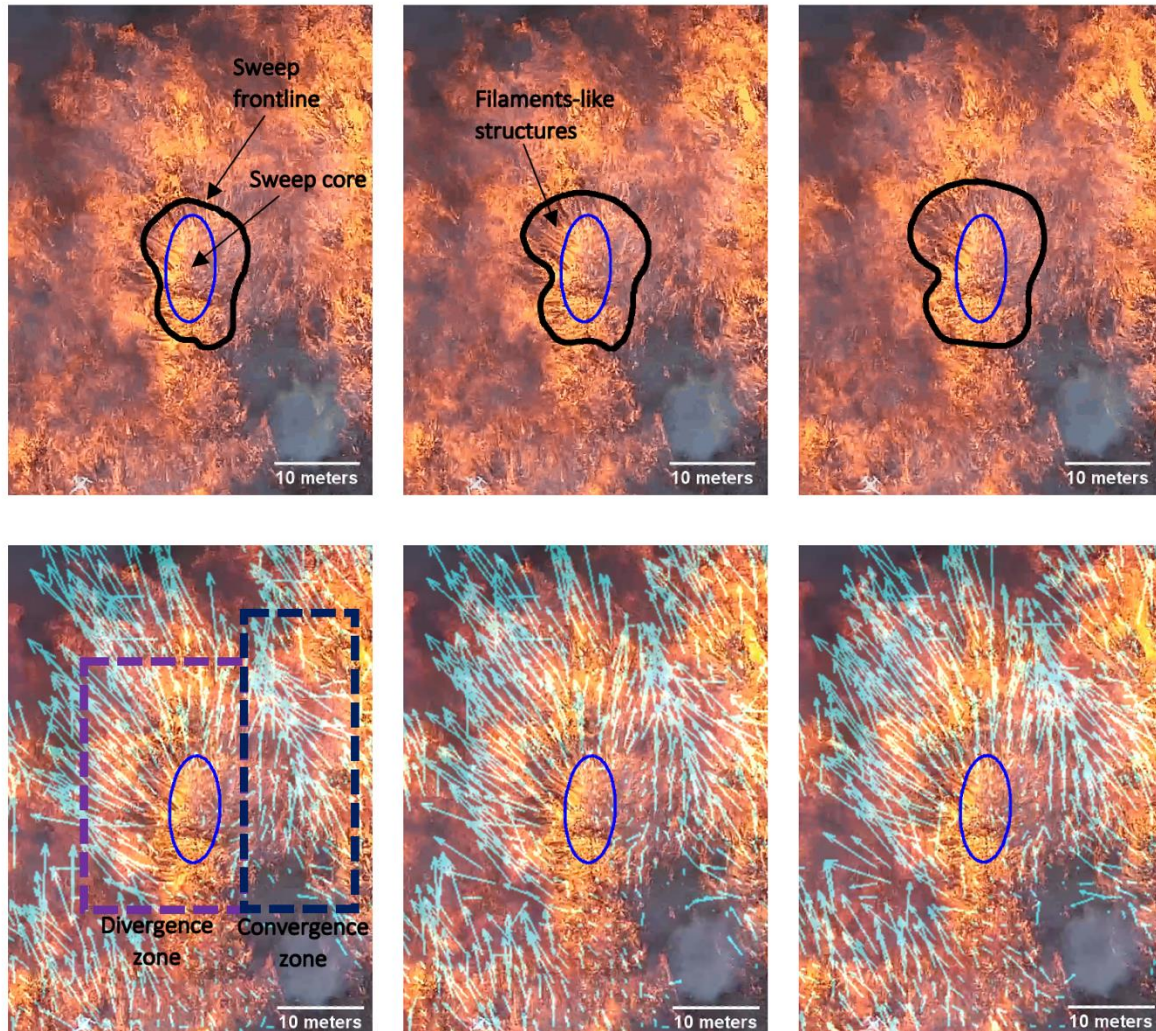 Sweep
frontline
Sweep core
10 meters
Filaments-like
structures
10 meters
10 meters
Divergence
zone
Convergence
zone
10 meters
10 meters
10 meters